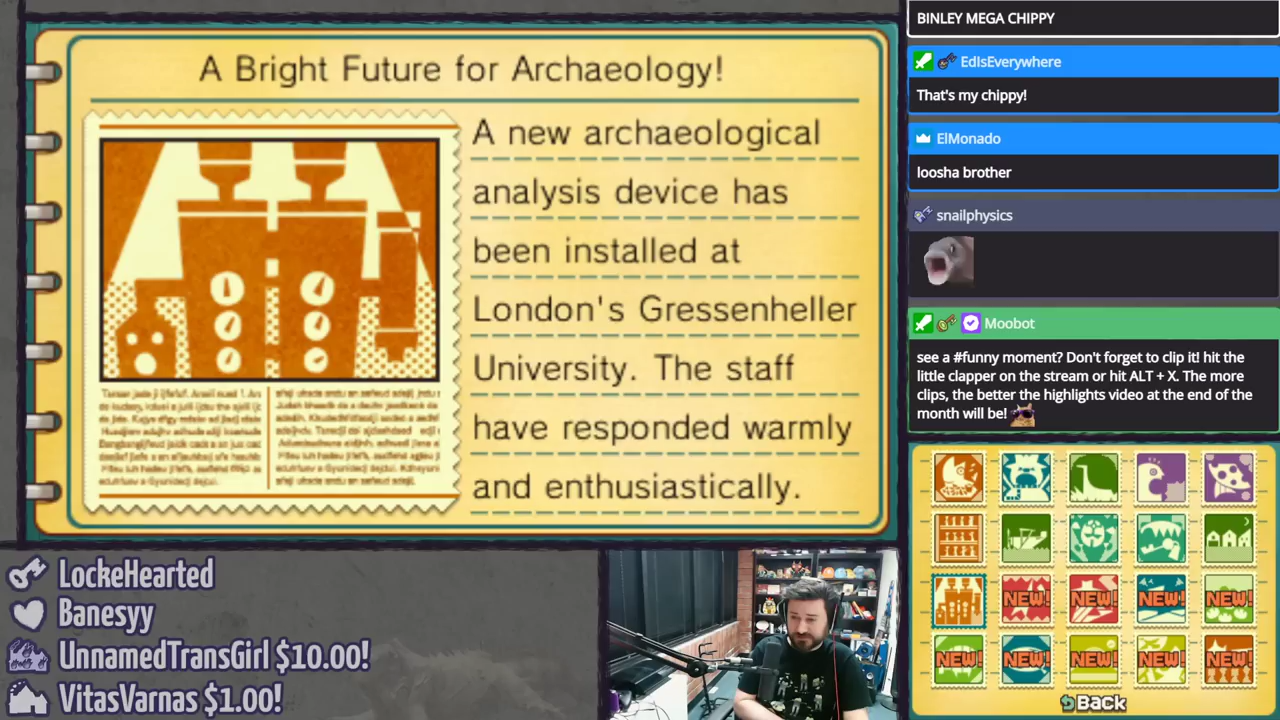 A Bright Future for Archaeology!
A new archaeological
analysis device has
been installed at
London's Gressenheller
University. The staff
have responded warmly
and enthusiastically.
BINLEY MEGA CHIPPY
EdIsEverywhere
That's my chippy!
ElMonado
loosha brother
snailphysics
Moobot
see a #funny moment? Don't forget to clip it! hit the
little clapper on the stream or hit ALT + X. The more
clips, the better the highlights video at the end of the
month will be!
NEW! NEW! NEW! NEW!
NEW! NEW! NEW! NEW! NEW!
Back
LockeHearted
Banesyy
UnnamedTransGirl $10.00!
VitasVarnas $1.00!